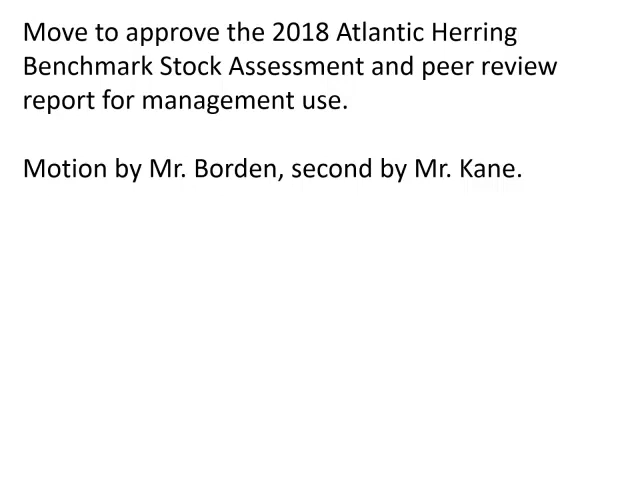 Move to approve the 2018 Atlantic Herring
Benchmark Stock Assessment and peer review
report for management use.
Motion by Mr. Borden, second by Mr. Kane.